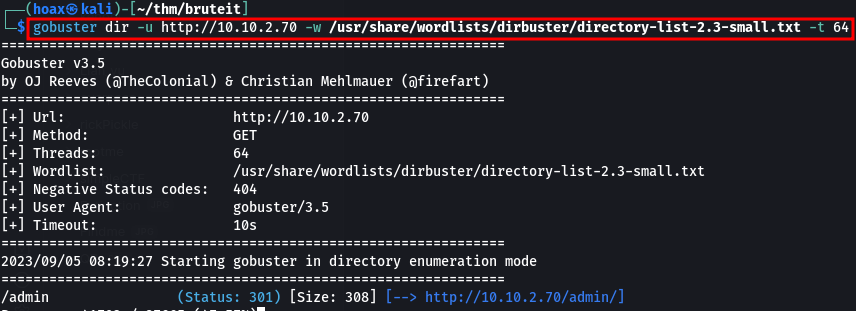 (hoax㉿kali)-[~/thm/bruteit]
$ gobuster dir -u http://10.10.2.70 -w /usr/share/wordlists/dirbuster/directory-list-2.3-small.txt -t 64
===============================================================
Gobuster v3.5
by OJ Reeves (@TheColonial) & Christian Mehlmauer (@firefart)
===============================================================
[+] Url: http://10.10.2.70
[+] Method: GET
[+] Threads: 64
[+] Wordlist: /usr/share/wordlists/dirbuster/directory-list-2.3-small.txt
[+] Negative Status codes: 404
[+] User Agent: gobuster/3.5
[+] Timeout: 10s
===============================================================
2023/09/05 08:19:27 Starting gobuster in directory enumeration mode
===============================================================
/admin (Status: 301) [Size: 308] [--> http://10.10.2.70/admin/]